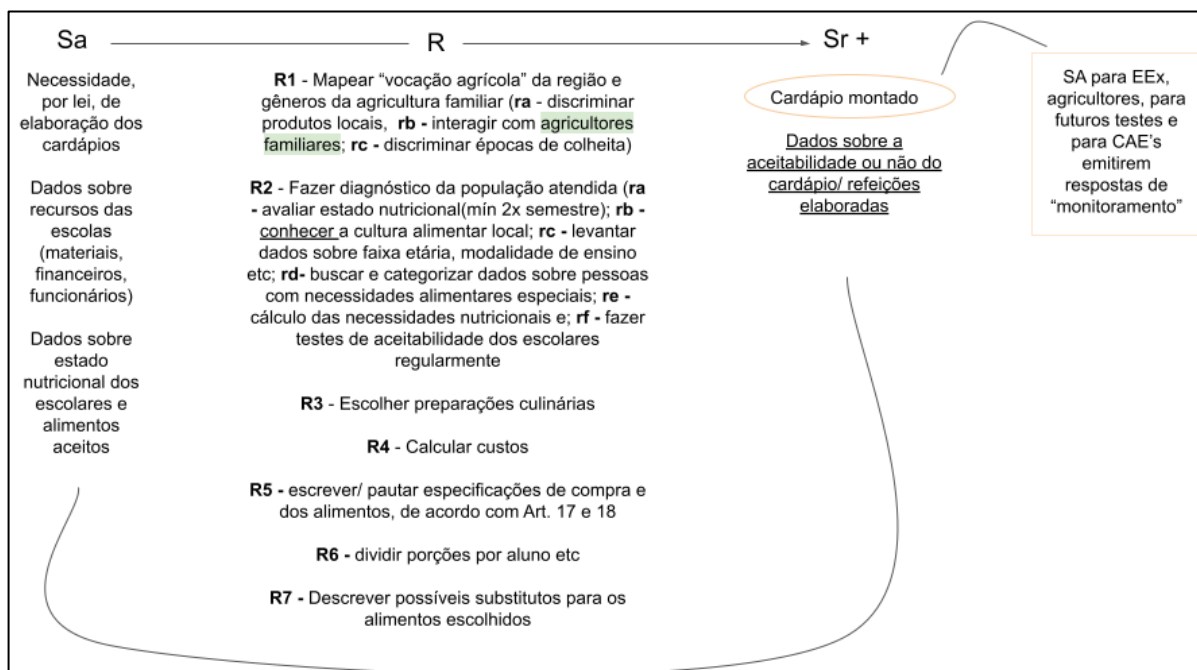 Sa
R
Sr +
Necessidade,
por lei, de
elaboração dos
cardápios
Dados sobre
recursos das
escolas
(materiais,
financeiros,
funcionários)
Dados sobre
estado
nutricional dos
escolares e
alimentos
aceitos
R1 - Mapear “vocação agrícola” da região e
gêneros da agricultura familiar (ra - discriminar
produtos locais, rb - interagir com agricultores
familiares; rc - discriminar épocas de colheita)
R2 - Fazer diagnóstico da população atendida (ra
- avaliar estado nutricional(mín 2x semestre); rb -
conhecer a cultura alimentar local; rc - levantar
dados sobre faixa etária, modalidade de ensino
etc; rd- buscar e categorizar dados sobre pessoas
com necessidades alimentares especiais; re -
cálculo das necessidades nutricionais e; rf - fazer
testes de aceitabilidade dos escolares
regularmente
R3 - Escolher preparações culinárias
R4 - Calcular custos
R5 - escrever/ pautar especificações de compra e
dos alimentos, de acordo com Art. 17 e 18
R6 - dividir porções por aluno etc
R7 - Descrever possíveis substitutos para os
alimentos escolhidos
Cardápio montado
Dados sobre a
aceitabilidade ou não do
cardápio/ refeições
elaboradas
SA para EEx,
agricultores, para
futuros testes e
para CAE’s
emitirem
respostas de
“monitoramento”